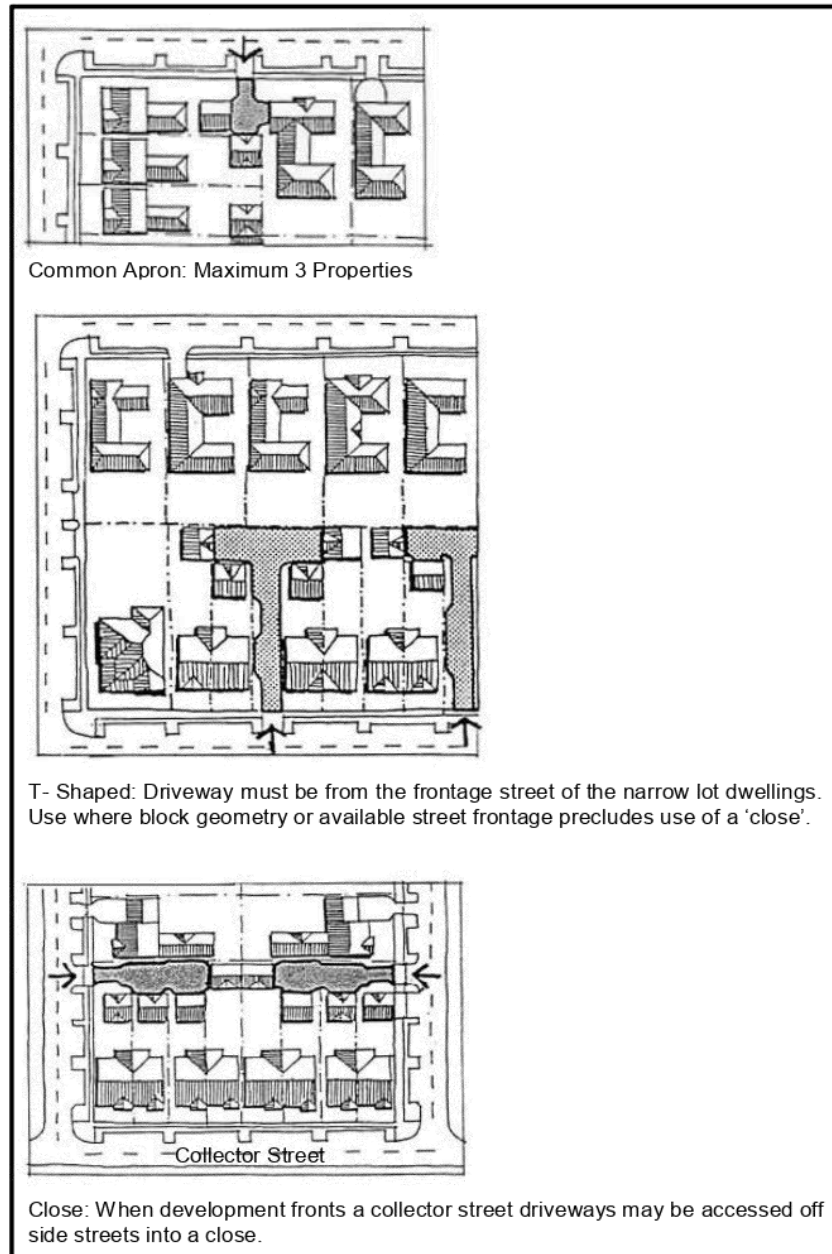 Common Apron: Maximum 3 Properties
T- Shaped: Driveway must be from the frontage street of the narrow lot dwellings.
Use where block geometry or available street frontage precludes use of a ‘close’.
Collector Street
Close: When development fronts a collector street driveways may be accessed off
side streets into a close.